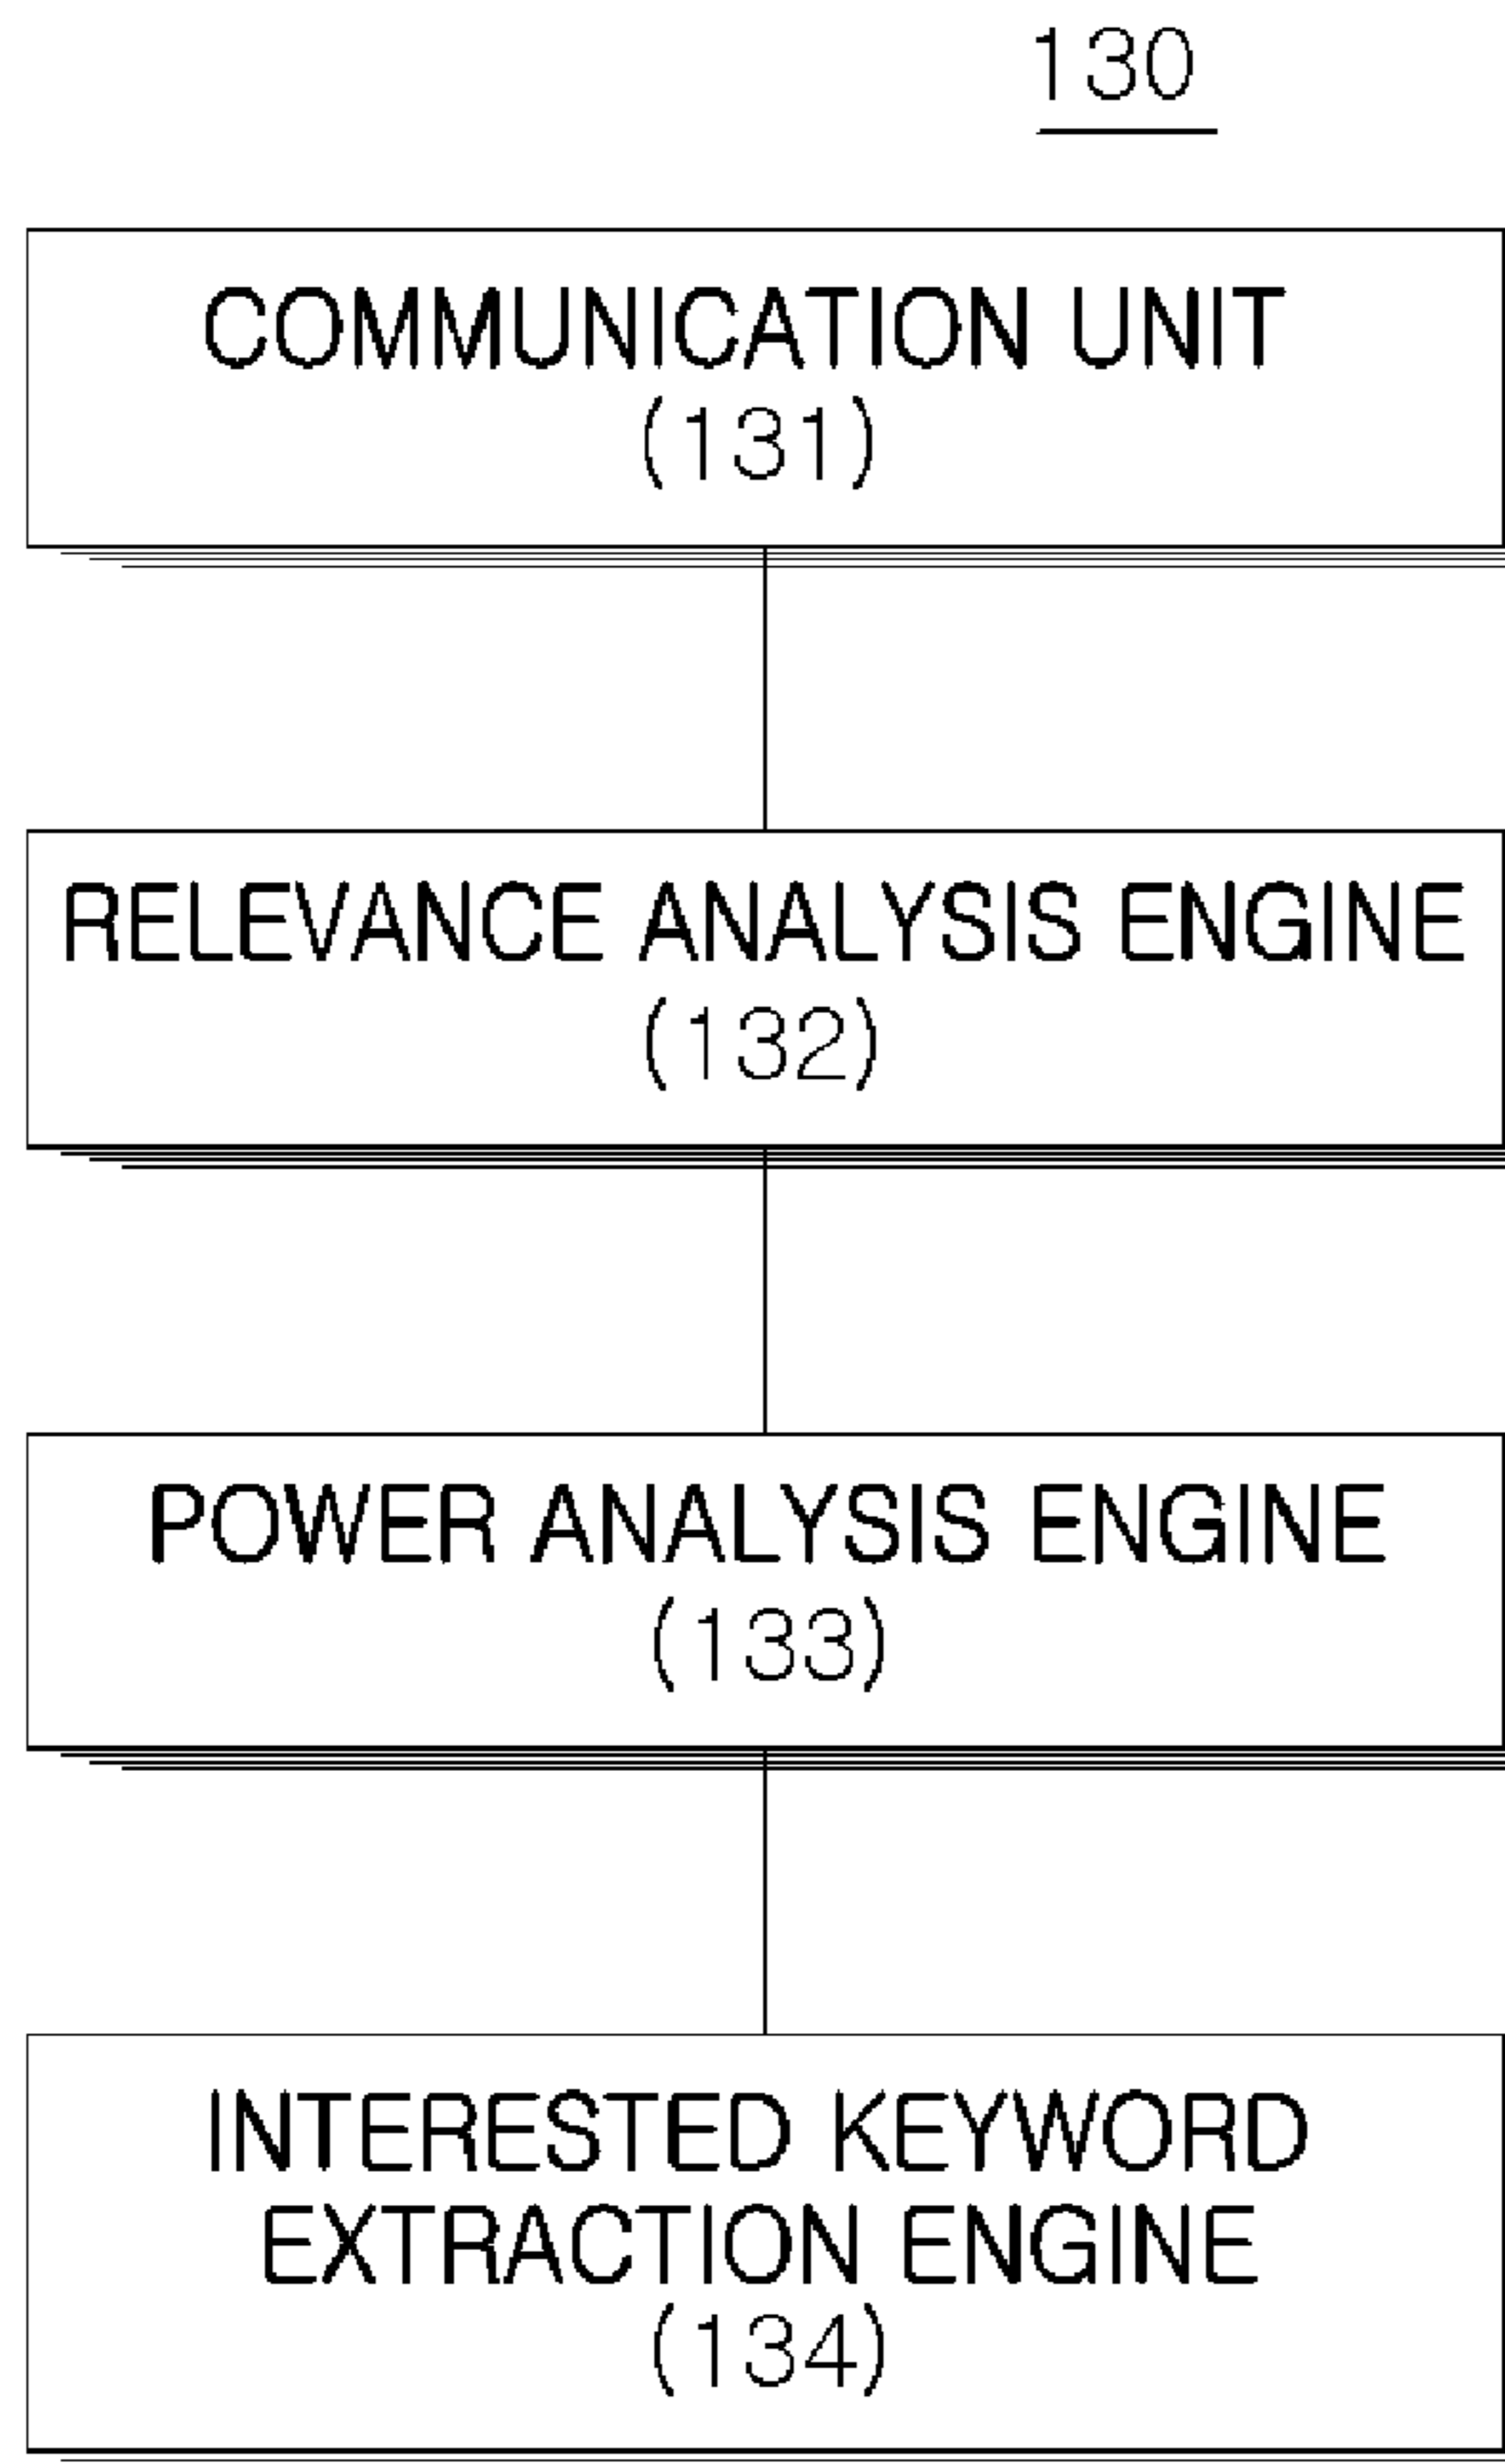 130
COMMUNICATION UNIT
(131)
RELEVANCE ANALYSIS ENGINE
(132)
POWER ANALYSIS ENGINE
(133)
INTERESTED KEYWORD
EXTRACTION ENGINE
(134)